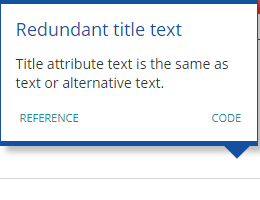 Redundant title text
Title attribute text is the same as
text or alternative text.
REFERENCE CODE